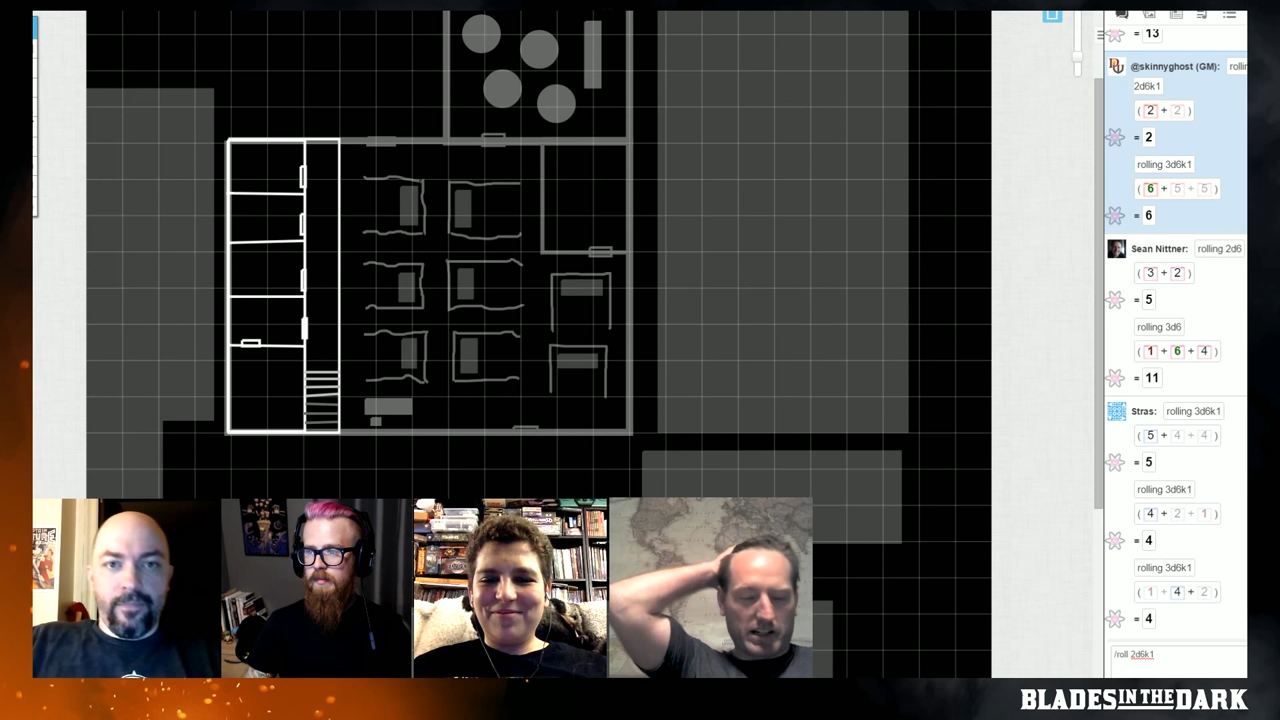 = 13
@skinnyghost (GM):
2d6k1
( 2 + 2 )
= 2
rolling 3d6k1
( 6 + 5 + 5 )
= 6
Sean Nittner: rolling 2d6
( 3 + 2 )
= 5
rolling 3d6
( 1 + 6 + 4 )
= 11
Stras: rolling 3d6k1
( 5 + 4 + 4 )
= 5
rolling 3d6k1
( 4 + 2 + 1 )
= 4
rolling 3d6k1
( 1 + 4 + 2 )
= 4
/roll 2d6k1
BLADES IN THE DARK